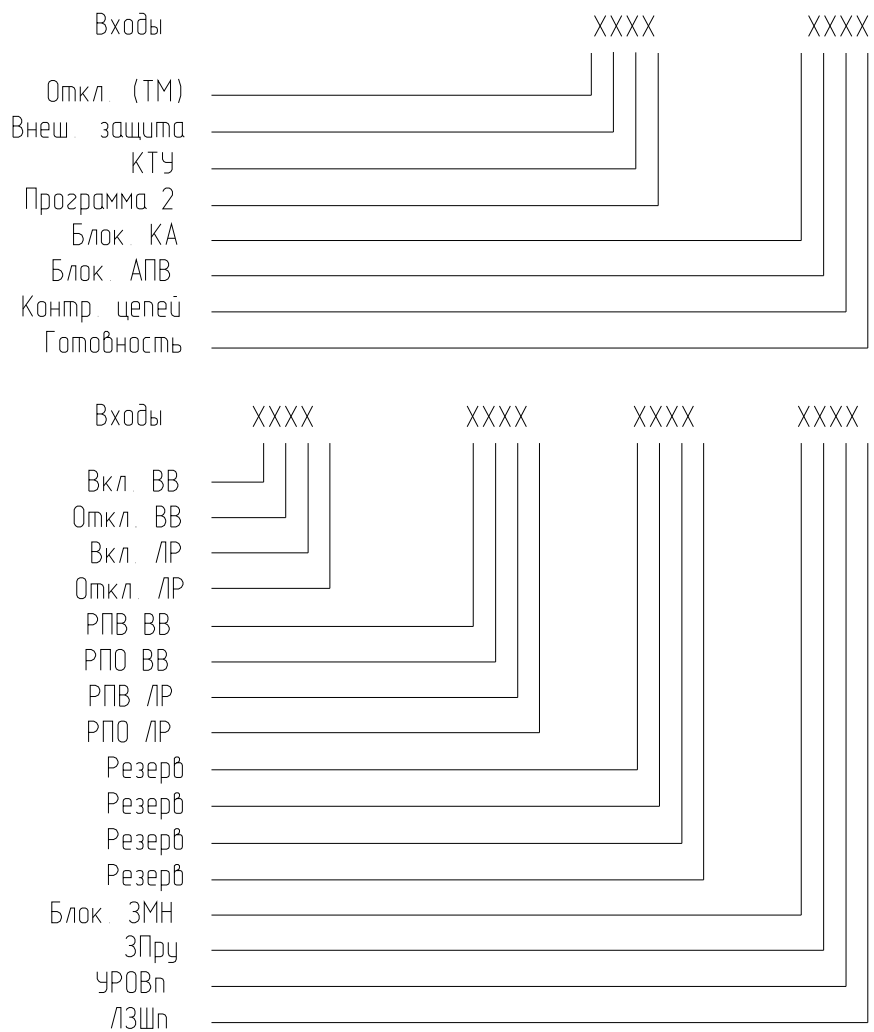 Входы XXXX XXXX
Откл. (ТМ)
Внеш. защита
КТУ
Программа 2
Блок. КА
Блок. АПВ
Контр. цепей
Готовность
Входы XXXX XXXX XXXX XXXX
Вкл. ВВ
Откл. ВВ
Вкл. ЛР
Откл. ЛР
РПВ ВВ
РПО ВВ
РПВ ЛР
РПО ЛР
Резерв
Резерв
Резерв
Резерв
Блок. ЗМН
ЗПру
УРОВп
ЛЗШп